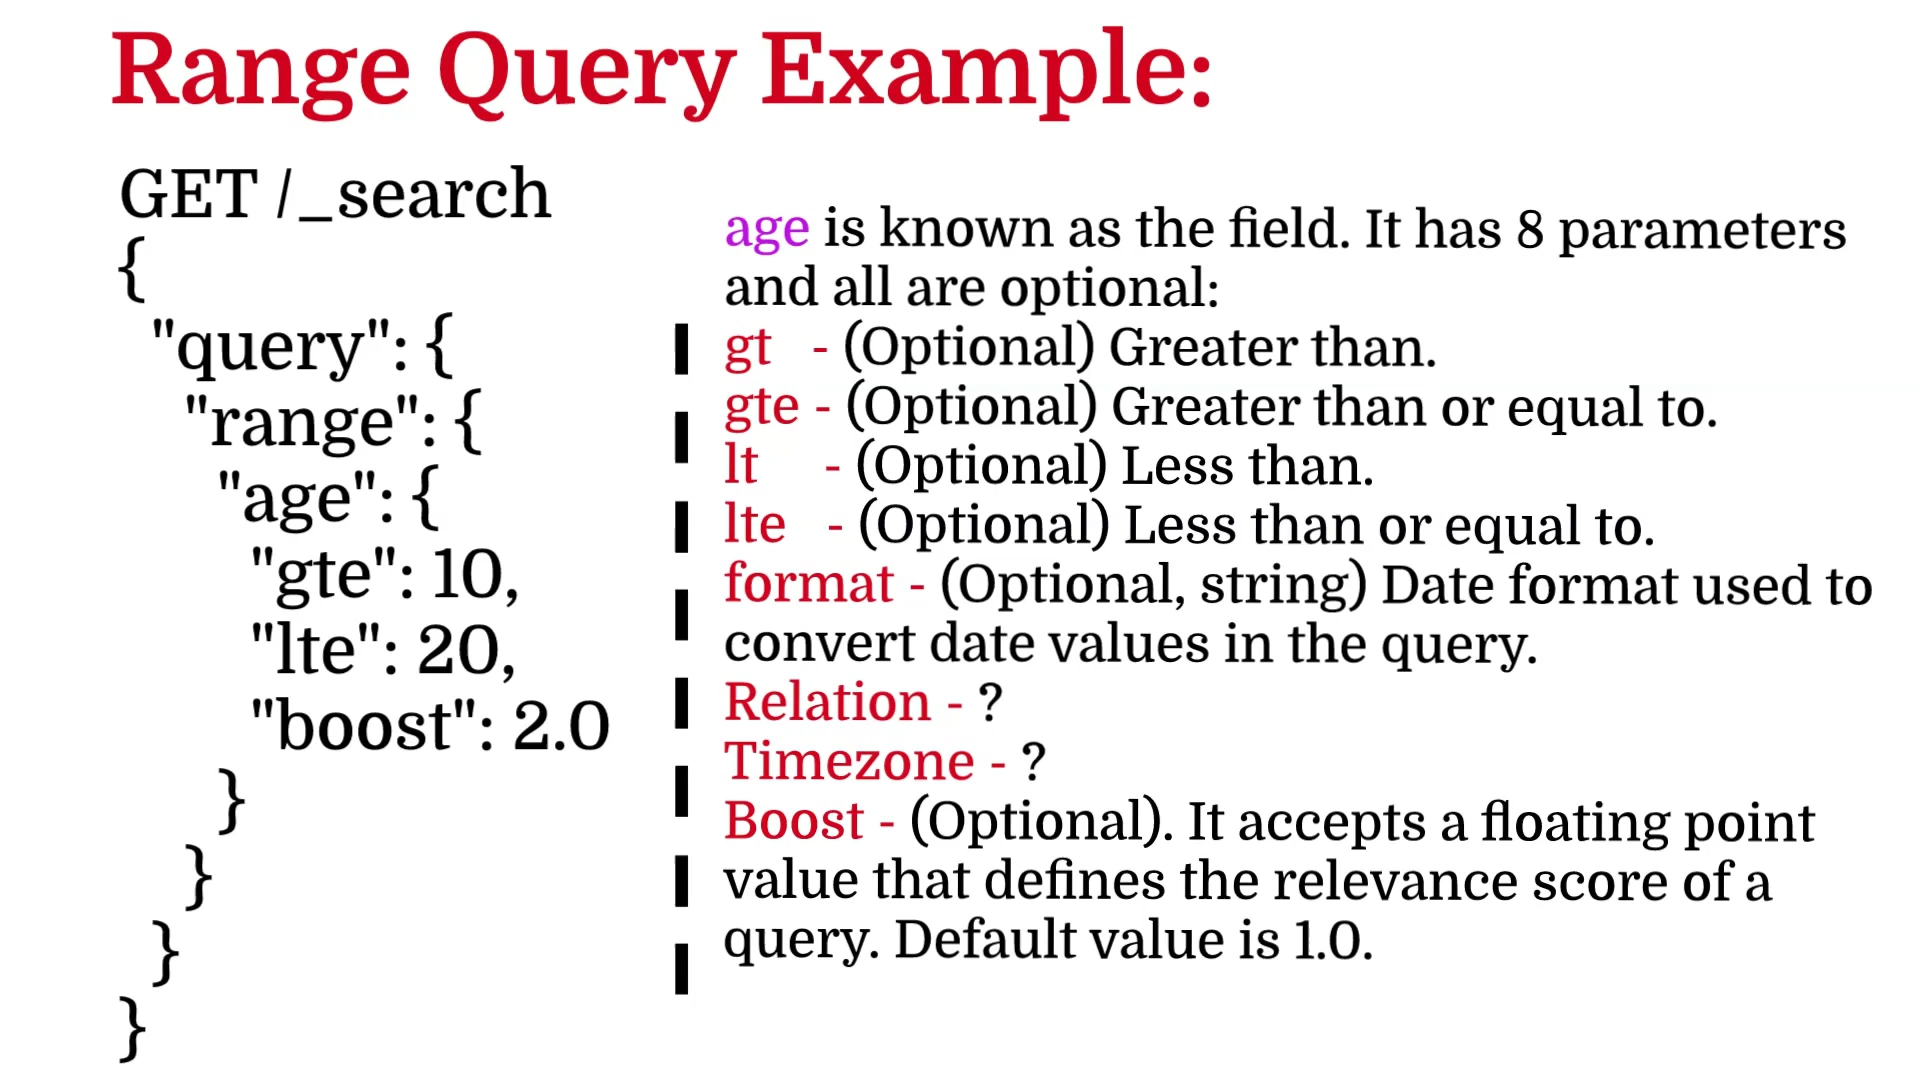 Range Query Example:
GET /_search
{
"query": {
"range": {
"age": {
"gte": 10,
"lte": 20,
"boost": 2.0
}
}
}
}
age is known as the field. It has 8 parameters
and all are optional:
gt - (Optional) Greater than.
gte - (Optional) Greater than or equal to.
lt - (Optional) Less than.
lte - (Optional) Less than or equal to.
format - (Optional, string) Date format used to
convert date values in the query.
Relation - ?
Timezone - ?
Boost - (Optional). It accepts a floating point
value that defines the relevance score of a
query. Default value is 1.0.